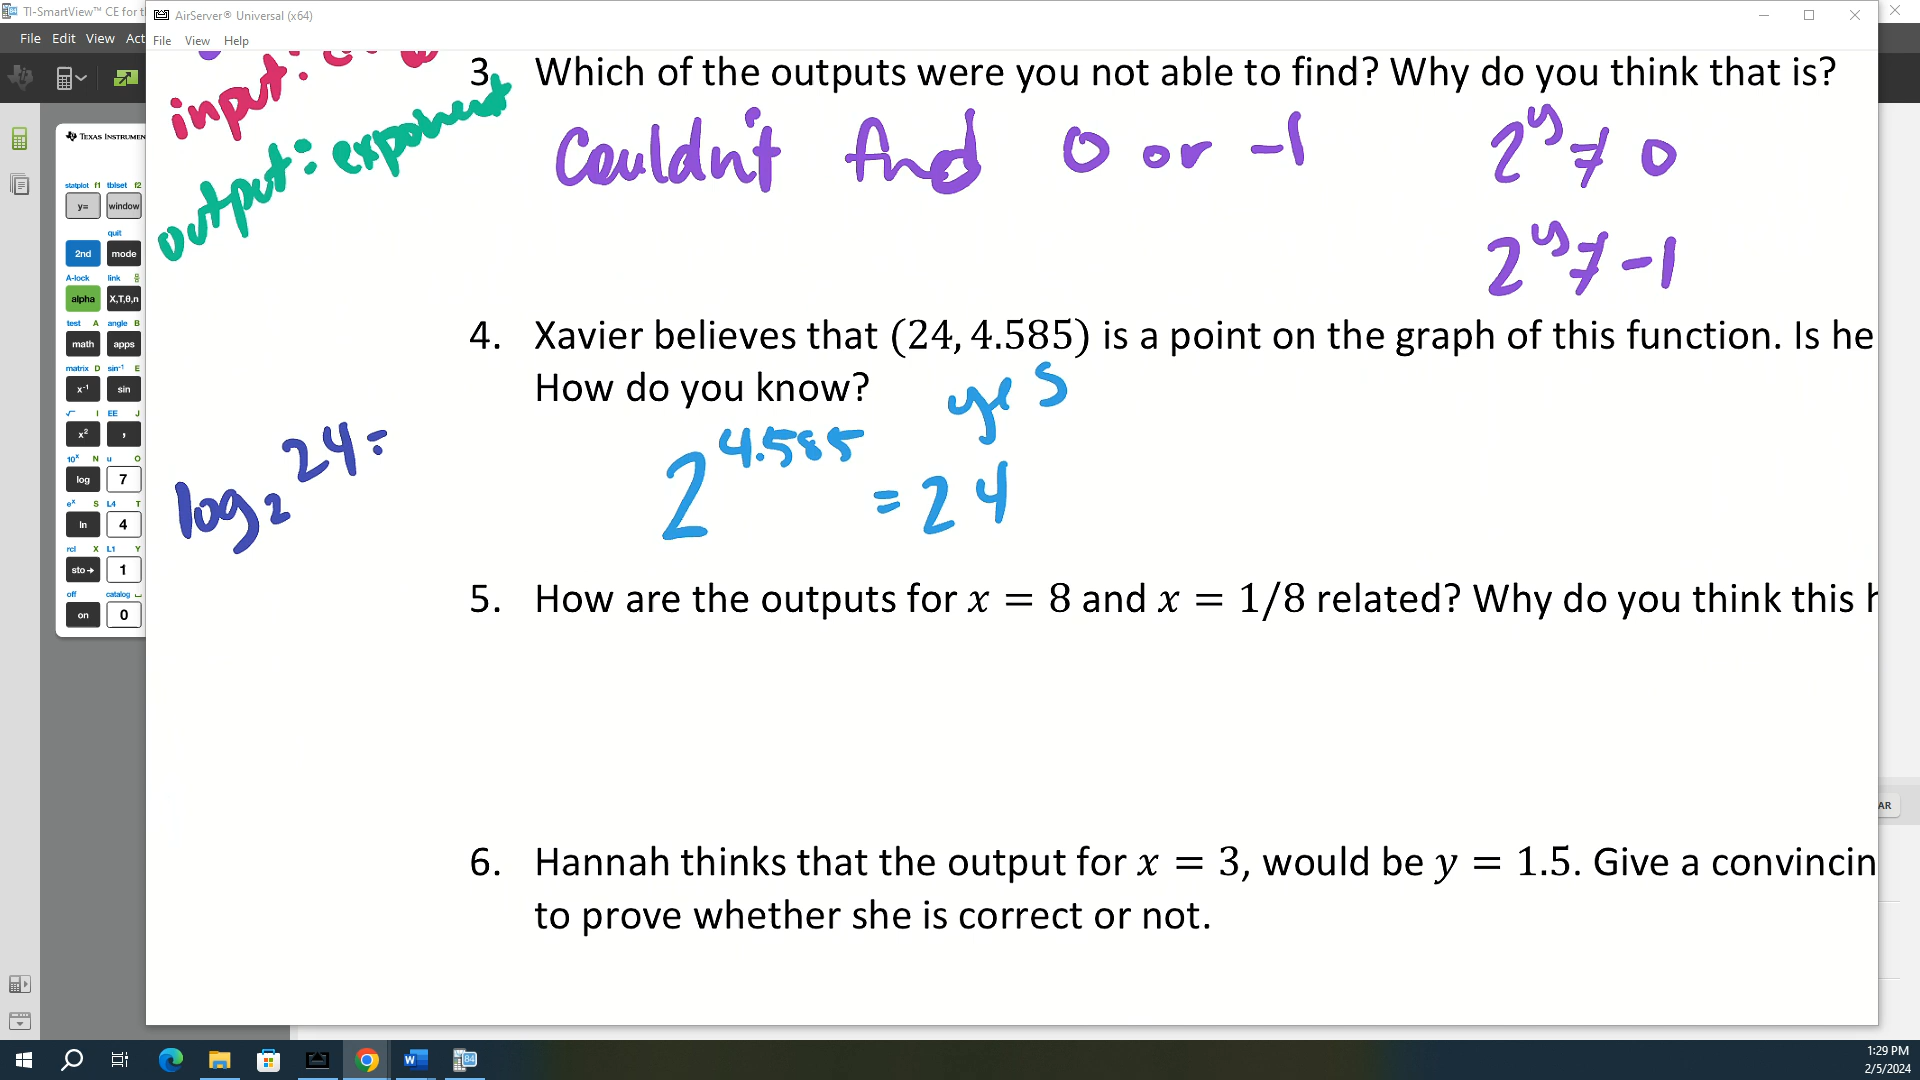 TI-SmartView™ CE for t
AirServer® Universal (x64)
File Edit View Act
File View Help
input:
output: exponent
3. Which of the outputs were you not able to find? Why do you think that is?
Couldn't find 0 or -1
2^y ≠ 0
2^y ≠ -1
4. Xavier believes that (24, 4.585) is a point on the graph of this function. Is he
How do you know?
yes
2^4.585 = 24
log₂ 24 =
5. How are the outputs for x = 8 and x = 1/8 related? Why do you think this h
6. Hannah thinks that the output for x = 3, would be y = 1.5. Give a convincin
to prove whether she is correct or not.
TEXAS INSTRUMEN
statplot f1 tblset f2
y= window
quit
2nd mode
A-lock link
alpha X,T,θ,n
test A angle B
math apps
matrix D sin⁻¹ E
x⁻¹ sin
√ I EE J
x² ,
10ˣ N u O
log 7
eˣ S L4 T
ln 4
rcl X L1 Y
sto→ 1
off catalog
on 0
AR
84
1:29 PM
2/5/2024